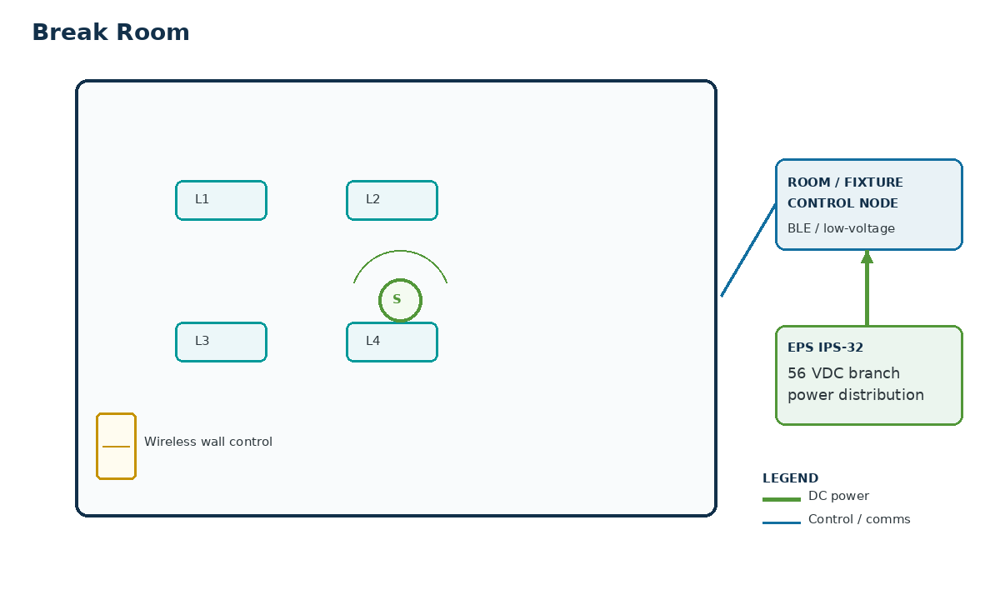 Break Room
L1
L2
S
L3
L4
Wireless wall control
ROOM / FIXTURE
CONTROL NODE
BLE / low-voltage
EPS IPS-32
56 VDC branch
power distribution
LEGEND
DC power
Control / comms